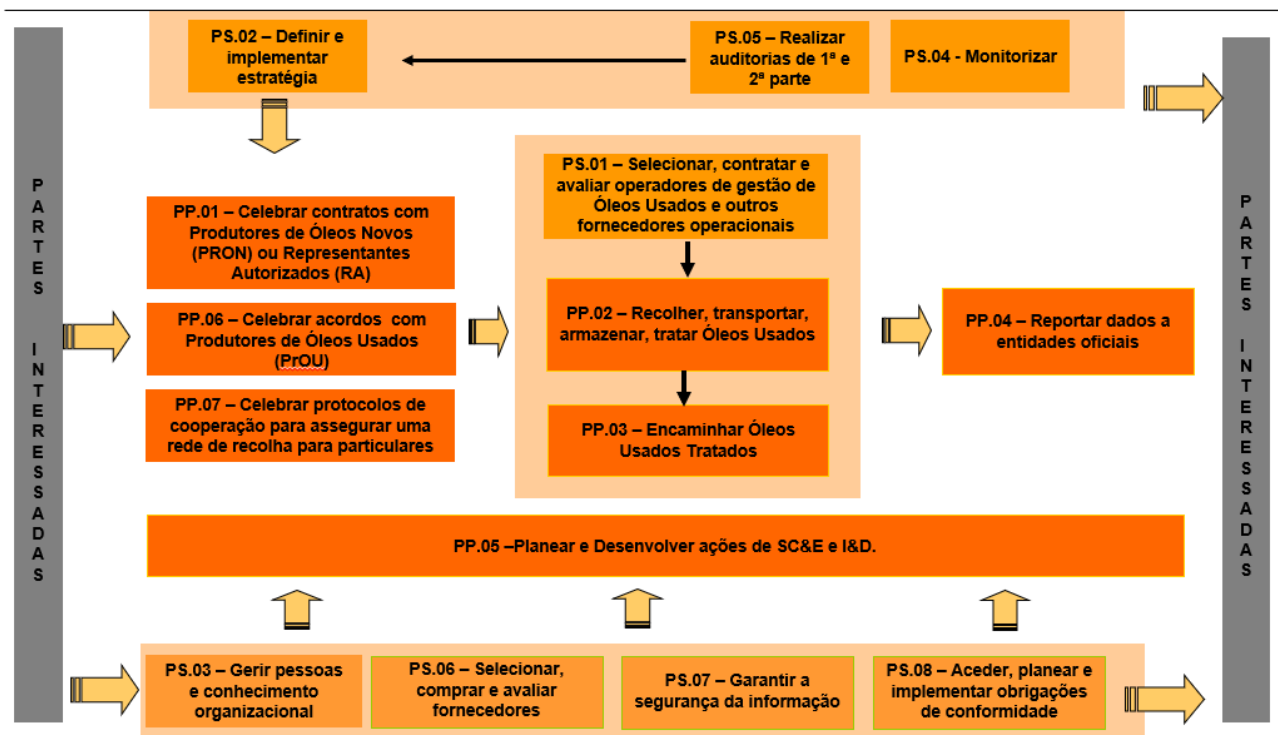 PS.02 – Definir e
implementar
estratégia
PS.05 – Realizar
auditorias de 1ª e
2ª parte
PS.04 - Monitorizar
PARTES INTERESSADAS
PP.01 – Celebrar contratos com
Produtores de Óleos Novos
(PRON) ou Representantes
Autorizados (RA)
PP.06 – Celebrar acordos com
Produtores de Óleos Usados
(PrOU)
PP.07 – Celebrar protocolos de
cooperação para assegurar uma
rede de recolha para particulares
PS.01 – Selecionar, contratar e
avaliar operadores de gestão de
Óleos Usados e outros
fornecedores operacionais
PP.02 – Recolher, transportar,
armazenar, tratar Óleos Usados
PP.03 – Encaminhar Óleos
Usados Tratados
PP.04 – Reportar dados a
entidades oficiais
PARTES INTERESSADAS
PP.05 –Planear e Desenvolver ações de SC&E e I&D.
PS.03 – Gerir pessoas
e conhecimento
organizacional
PS.06 – Selecionar,
comprar e avaliar
fornecedores
PS.07 – Garantir a
segurança da informação
PS.08 – Aceder, planear e
implementar obrigações
de conformidade